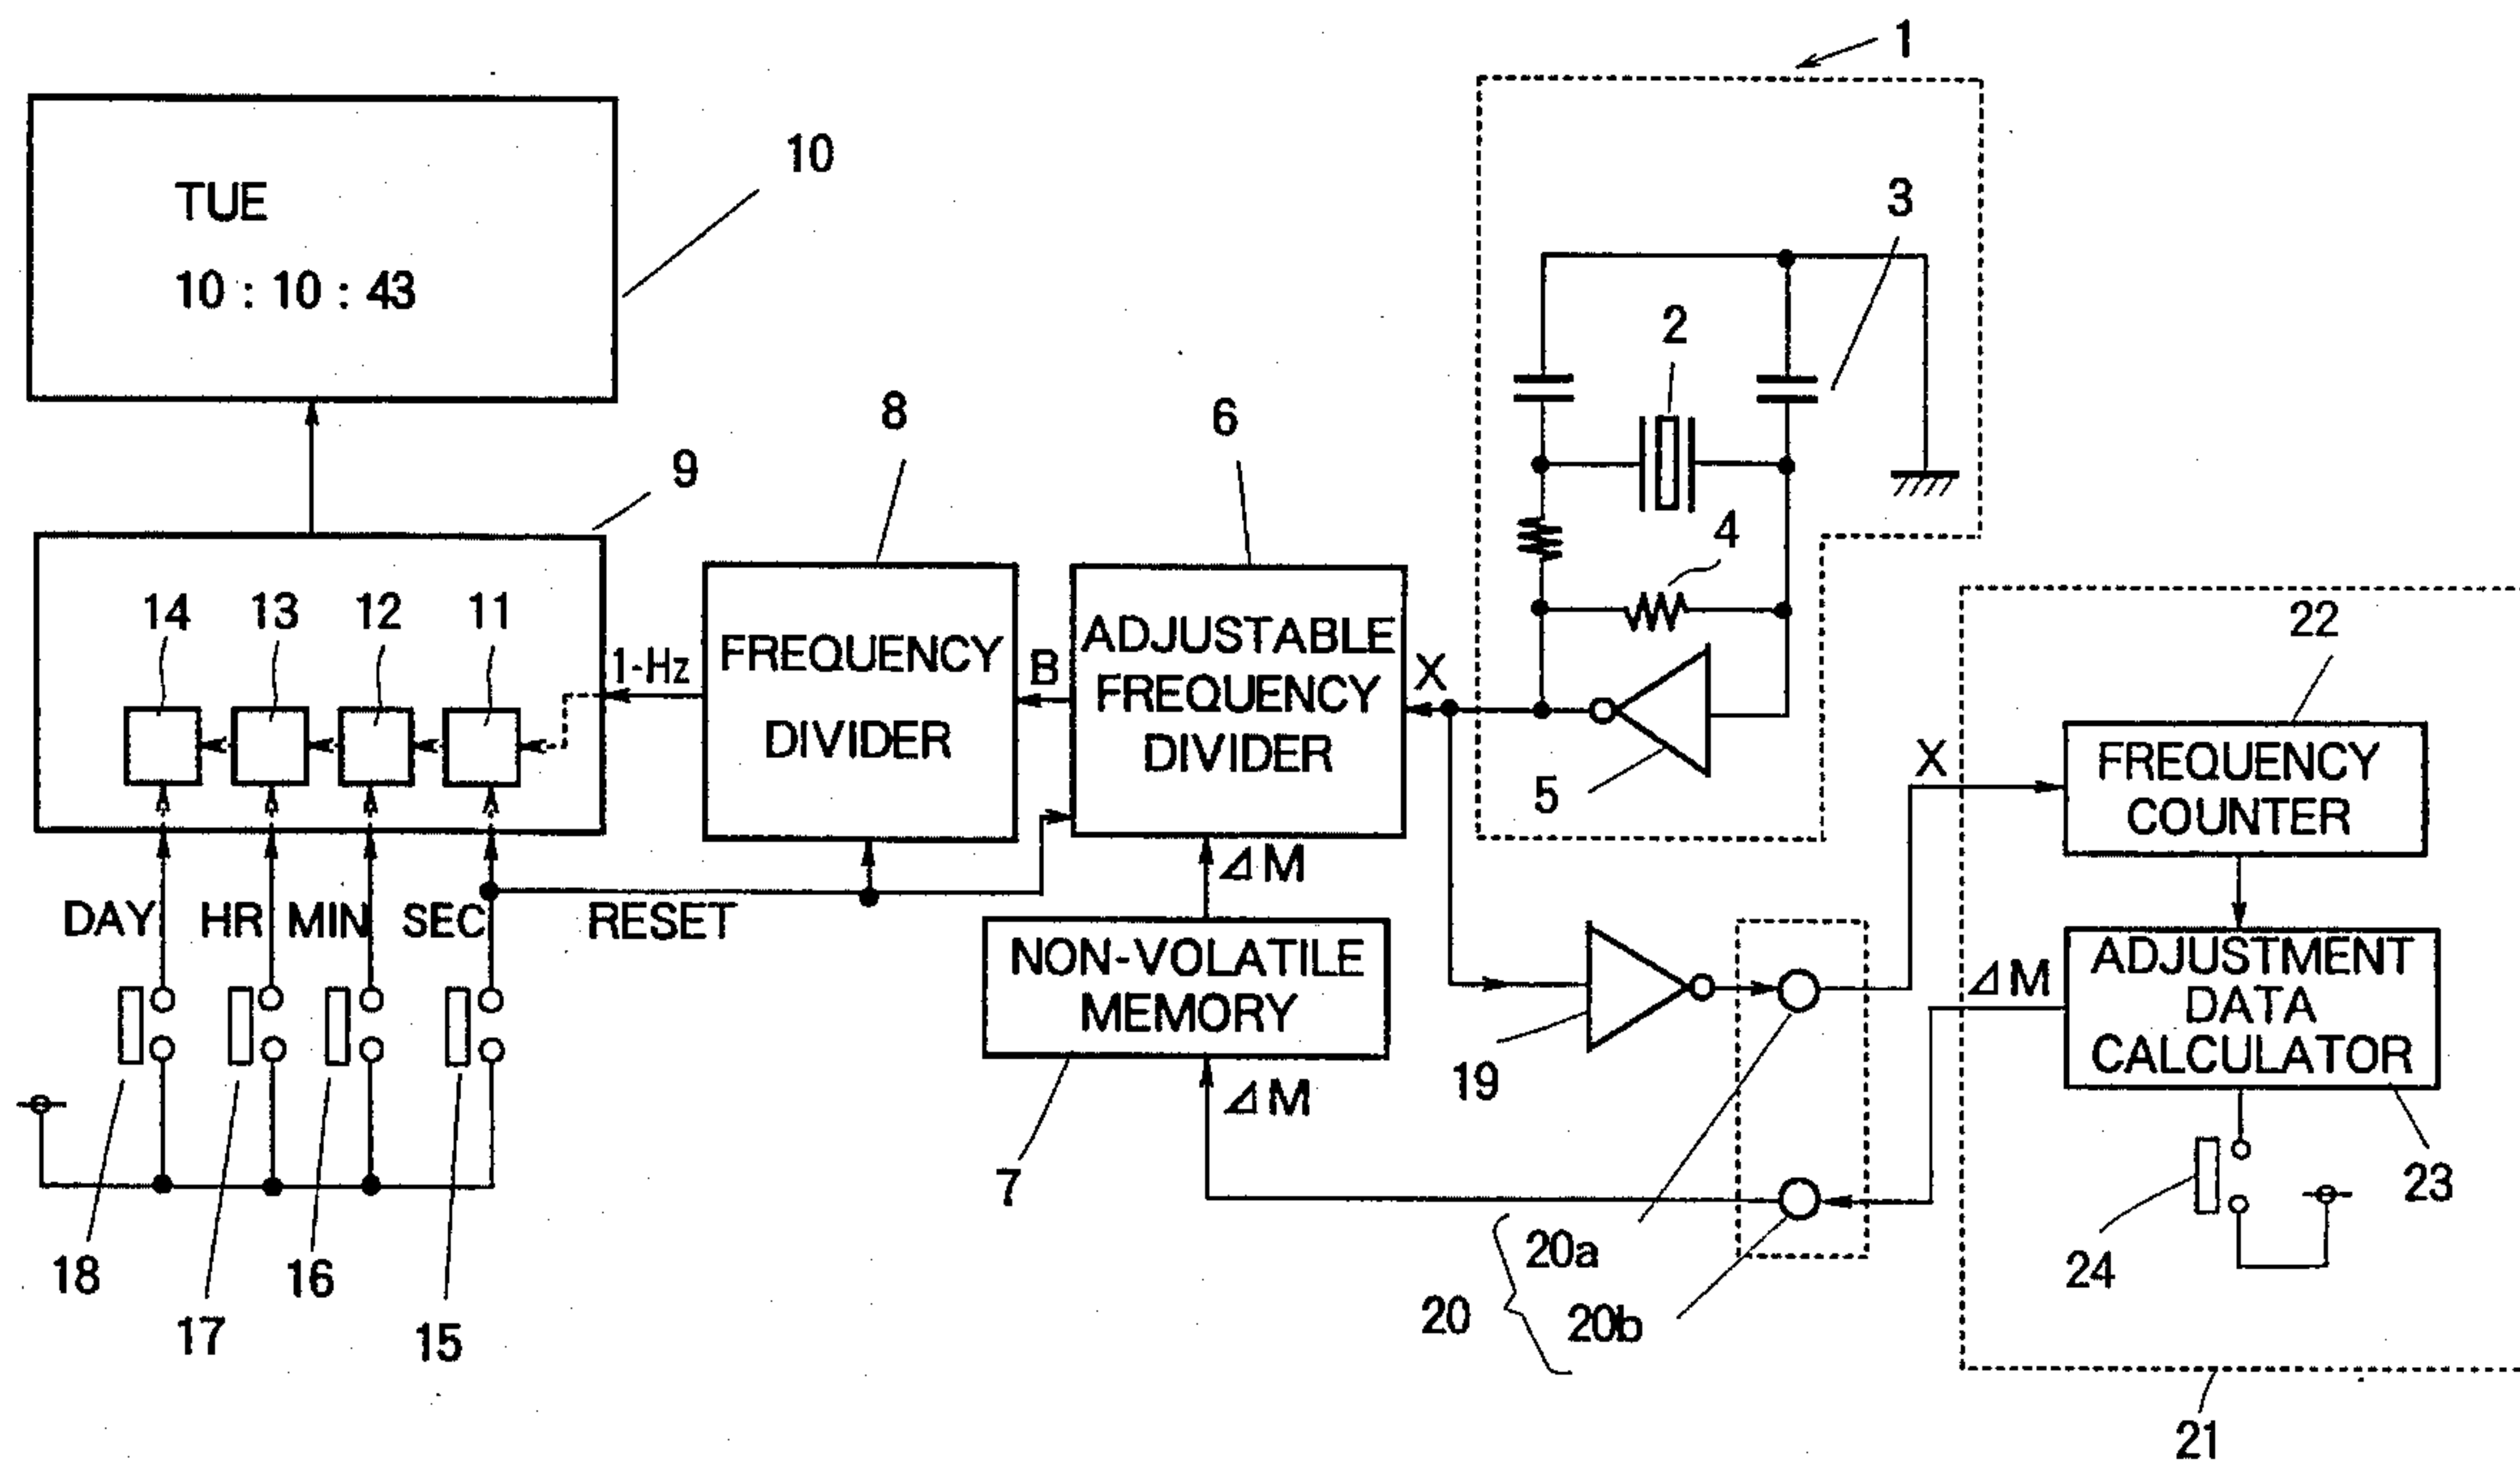 1
TUE
10 : 10 : 43
10
3
2
4
5
8
6
9
14
13
12
11
1-Hz
FREQUENCY
DIVIDER
B
ADJUSTABLE
FREQUENCY
DIVIDER
X
22
X
FREQUENCY
COUNTER
DAY
HR
MIN
SEC
RESET
⊿M
NON-VOLATILE
MEMORY
⊿M
ADJUSTMENT
DATA
CALCULATOR
19
⊿M
7
18
17
16
15
20
20a
20b
24
23
21